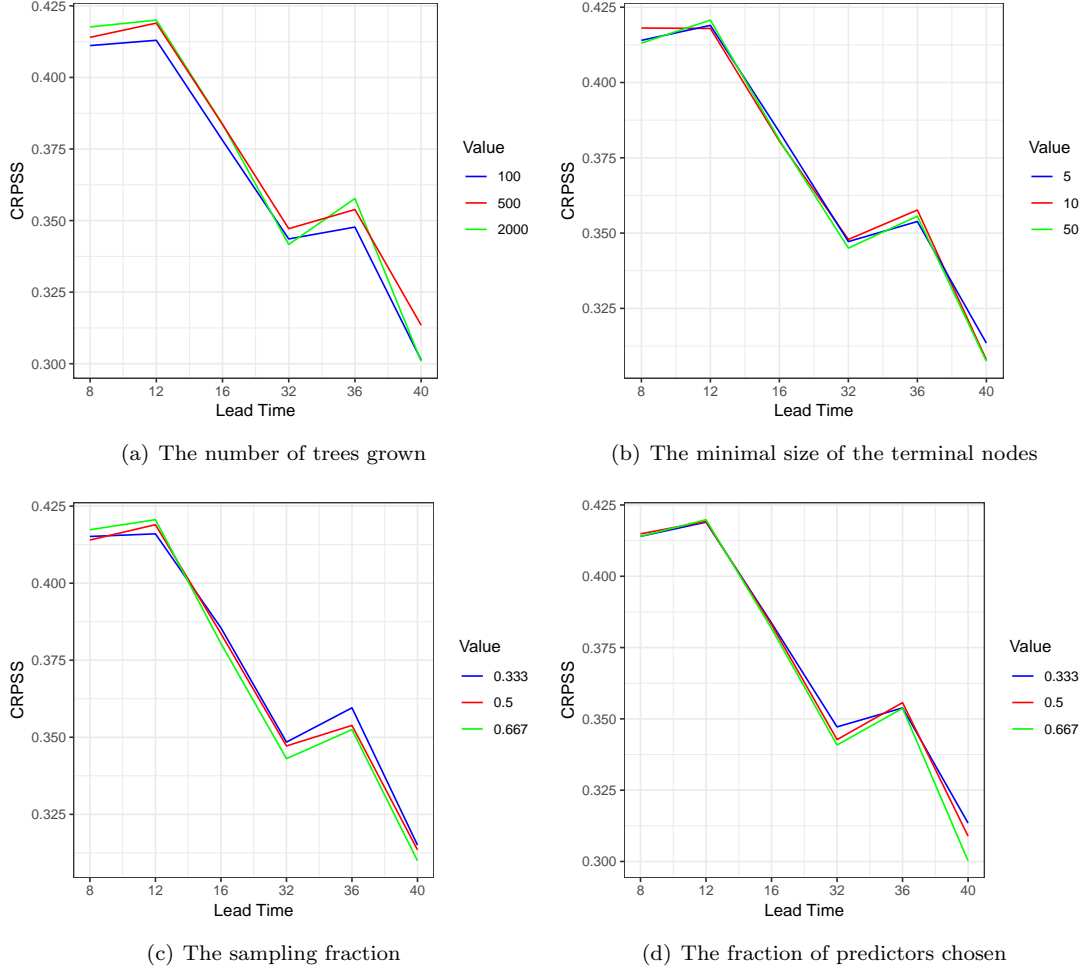 0.425
0.400
0.375
0.350
0.325
0.300
CRPSS
8 12 16 32 36 40
Lead Time
Value
100
500
2000
(a) The number of trees grown
0.425
0.400
0.375
0.350
0.325
CRPSS
8 12 16 32 36 40
Lead Time
Value
5
10
50
(b) The minimal size of the terminal nodes
0.425
0.400
0.375
0.350
0.325
CRPSS
8 12 16 32 36 40
Lead Time
Value
0.333
0.5
0.667
(c) The sampling fraction
0.425
0.400
0.375
0.350
0.325
0.300
CRPSS
8 12 16 32 36 40
Lead Time
Value
0.333
0.5
0.667
(d) The fraction of predictors chosen